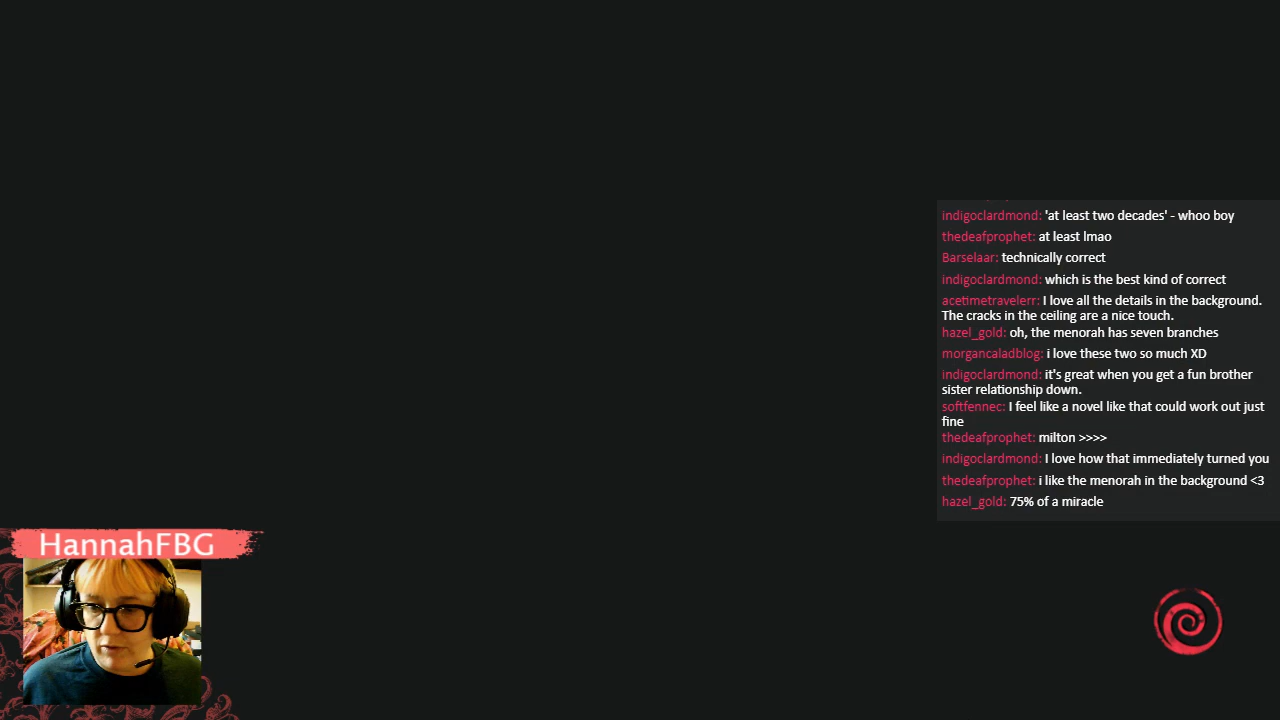 indigoclardmond: 'at least two decades' - whoo boy
thedeafprophet: at least lmao
Barselaar: technically correct
indigoclardmond: which is the best kind of correct
acetimetravelerr: I love all the details in the background.
The cracks in the ceiling are a nice touch.
hazel_gold: oh, the menorah has seven branches
morgancaladblog: i love these two so much XD
indigoclardmond: it's great when you get a fun brother
sister relationship down.
softfennec: I feel like a novel like that could work out just
fine
thedeafprophet: milton >>>>
indigoclardmond: I love how that immediately turned you
thedeafprophet: i like the menorah in the background <3
hazel_gold: 75% of a miracle
HannahFBG